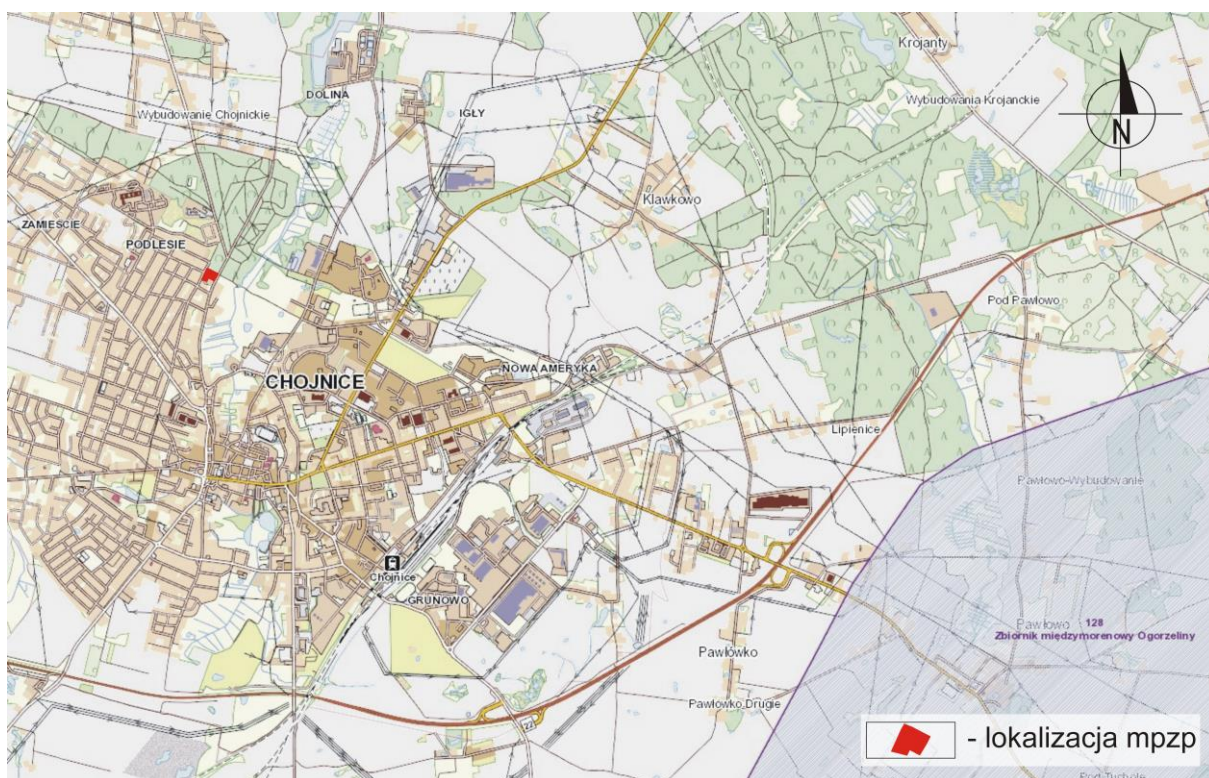 Krojanty
DOLINA
Wybudowanie Chojnickie
IGŁY
Wybudowania Krojanckie
N
Klawkowo
ZAMIEŚCIE
PODLESIE
Pod Pawłowo
NOWA AMERYKA
CHOJNICE
Lipienice
Pawłowo-Wybudowanie
Chojnice
GRUNOWO
Pawłowo
128
Zbiornik międzymorenowy Ogorzeliny
Pawłówko
Pawłówko Drugie
22
- lokalizacja mpzp